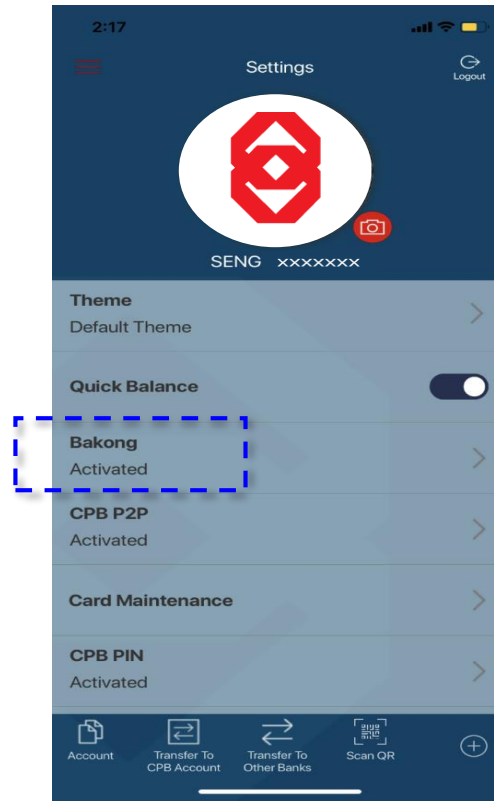 2:17
Settings
Logout
SENG xxxxxxx
Theme
Default Theme
Quick Balance
Bakong
Activated
CPB P2P
Activated
Card Maintenance
CPB PIN
Activated
Account
Transfer To
CPB Account
Transfer To
Other Banks
Scan QR